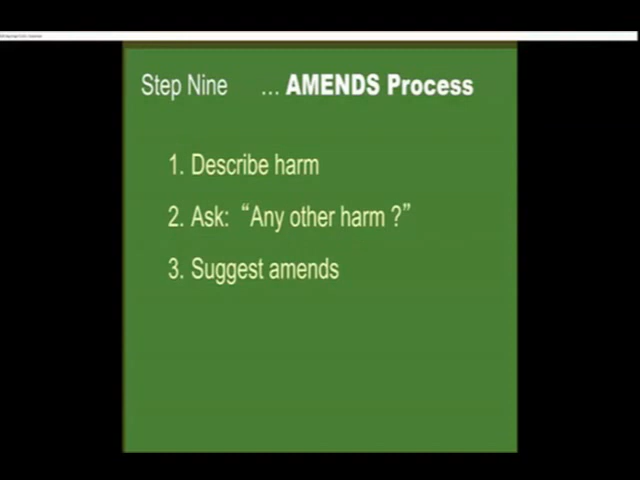 Step Nine ... AMENDS Process
1. Describe harm
2. Ask: “Any other harm ?”
3. Suggest amends